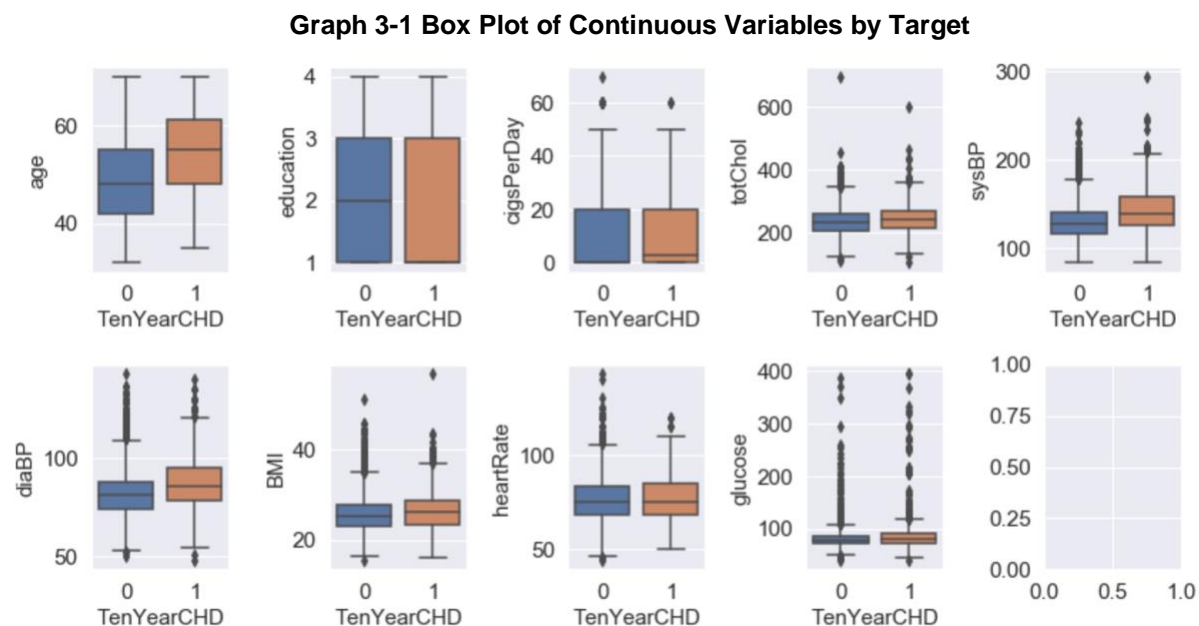 Graph 3-1 Box Plot of Continuous Variables by Target
60
40
age
0 1
TenYearCHD
4
3
2
1
education
0 1
TenYearCHD
60
40
20
0
cigsPerDay
0 1
TenYearCHD
600
400
200
totChol
0 1
TenYearCHD
300
200
100
sysBP
0 1
TenYearCHD
100
50
diaBP
0 1
TenYearCHD
40
20
BMI
0 1
TenYearCHD
100
50
heartRate
0 1
TenYearCHD
400
300
200
100
glucose
0 1
TenYearCHD
1.00
0.75
0.50
0.25
0.00
0.0 0.5 1.0